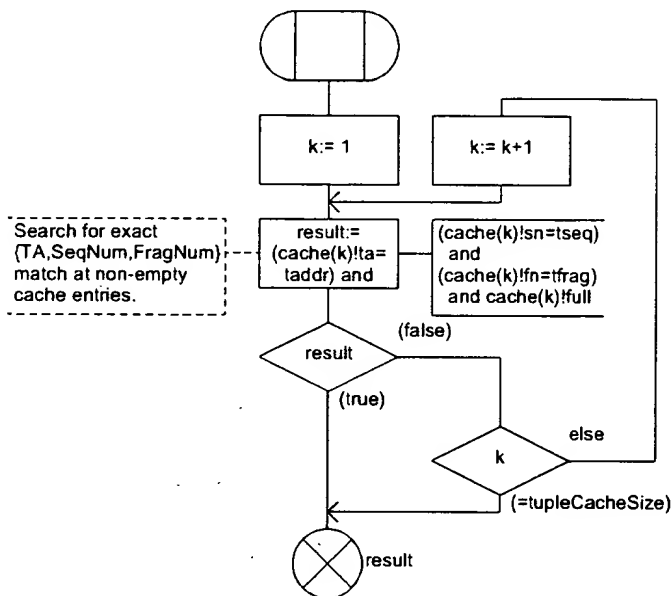 k:= 1
k:= k+1
Search for exact
{TA,SeqNum,FragNum}
match at non-empty
cache entries.
result:=
(cache(k)!ta=
taddr) and
(cache(k)!sn=tseq)
and
(cache(k)!fn=tfrag)
and cache(k)!full
(false)
result
(true)
else
k
(=tupleCacheSize)
result